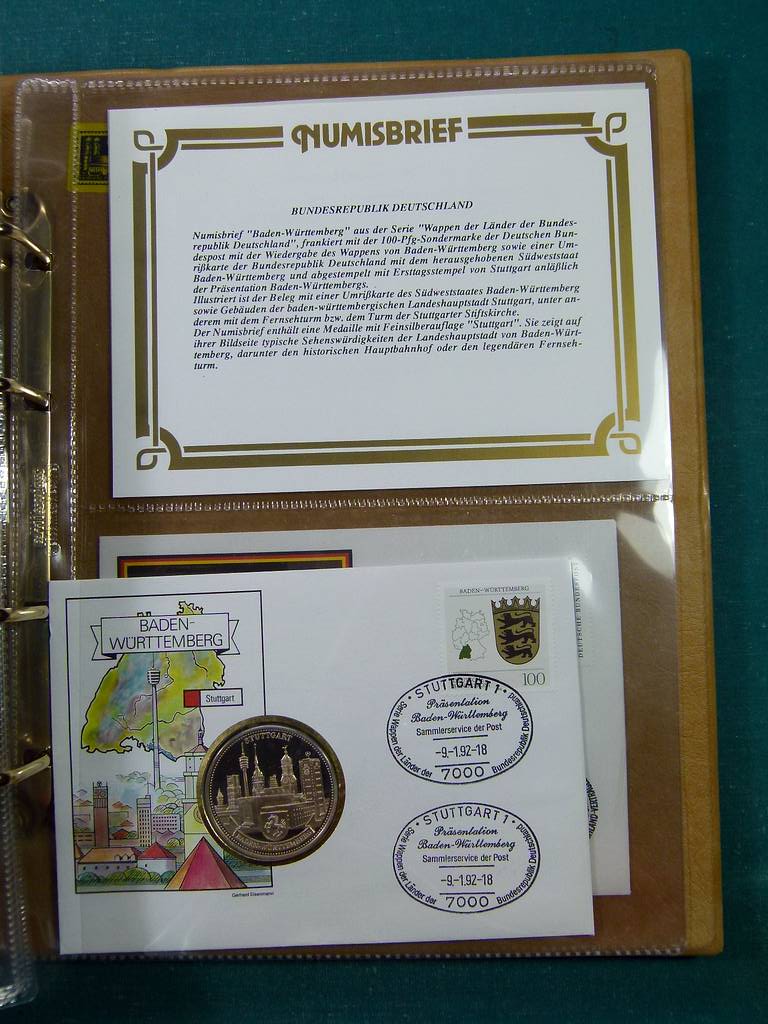 NUMISBRIEF
BUNDESREPUBLIK DEUTSCHLAND
Numisbrief "Baden-Württemberg" aus der Serie "Wappen der Länder der Bundes-
republik Deutschland", frankiert mit der 100-Pfg-Sondermarke der Deutschen Bun-
despost mit der Wiedergabe des Wappens von Baden-Württemberg sowie einer Um-
rißkarte der Bundesrepublik Deutschland mit dem herausgehobenen Südweststaat
Baden-Württemberg und abgestempelt mit Ersttagsstempel von Stuttgart anläßlich
der Präsentation Baden-Württembergs.
Illustriert ist der Beleg mit einer Umrißkarte des Südweststaates Baden-Württemberg
sowie Gebäuden der baden-württembergischen Landeshauptstadt Stuttgart, unter an-
derem mit dem Fernsehturm bzw. dem Turm der Stuttgarter Stiftskirche.
Der Numisbrief enthält eine Medaille mit Feinsilberauflage "Stuttgart". Sie zeigt auf
ihrer Bildseite typische Sehenswürdigkeiten der Landeshauptstadt von Baden-Würt-
temberg, darunter den historischen Hauptbahnhof oder den legendären Fernseh-
turm.
BADEN-
WÜRTTEMBERG
Stuttgart
STUTTGART
Gerhard Eisenmann
BADEN-WÜRTTEMBERG
100
DEUTSCHE BUNDESPOST
STUTTGART 1
Präsentation
Baden-Württemberg
Sammlerservice der Post
-9.-1.92-18
7000
Serie Wappen der Länder der Bundesrepublik Deutschland
STUTTGART 1
Präsentation
Baden-Württemberg
Sammlerservice der Post
-9.-1.92-18
7000
Serie Wappen der Länder der Bundesrepublik Deutschland